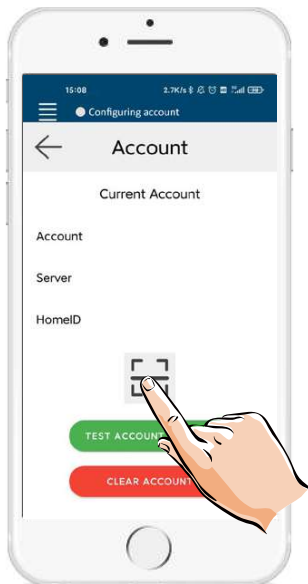 15:08 2.7K/s
Configuring account
Account
Current Account
Account
Server
HomeID
TEST ACCOUNT
CLEAR ACCOUNT